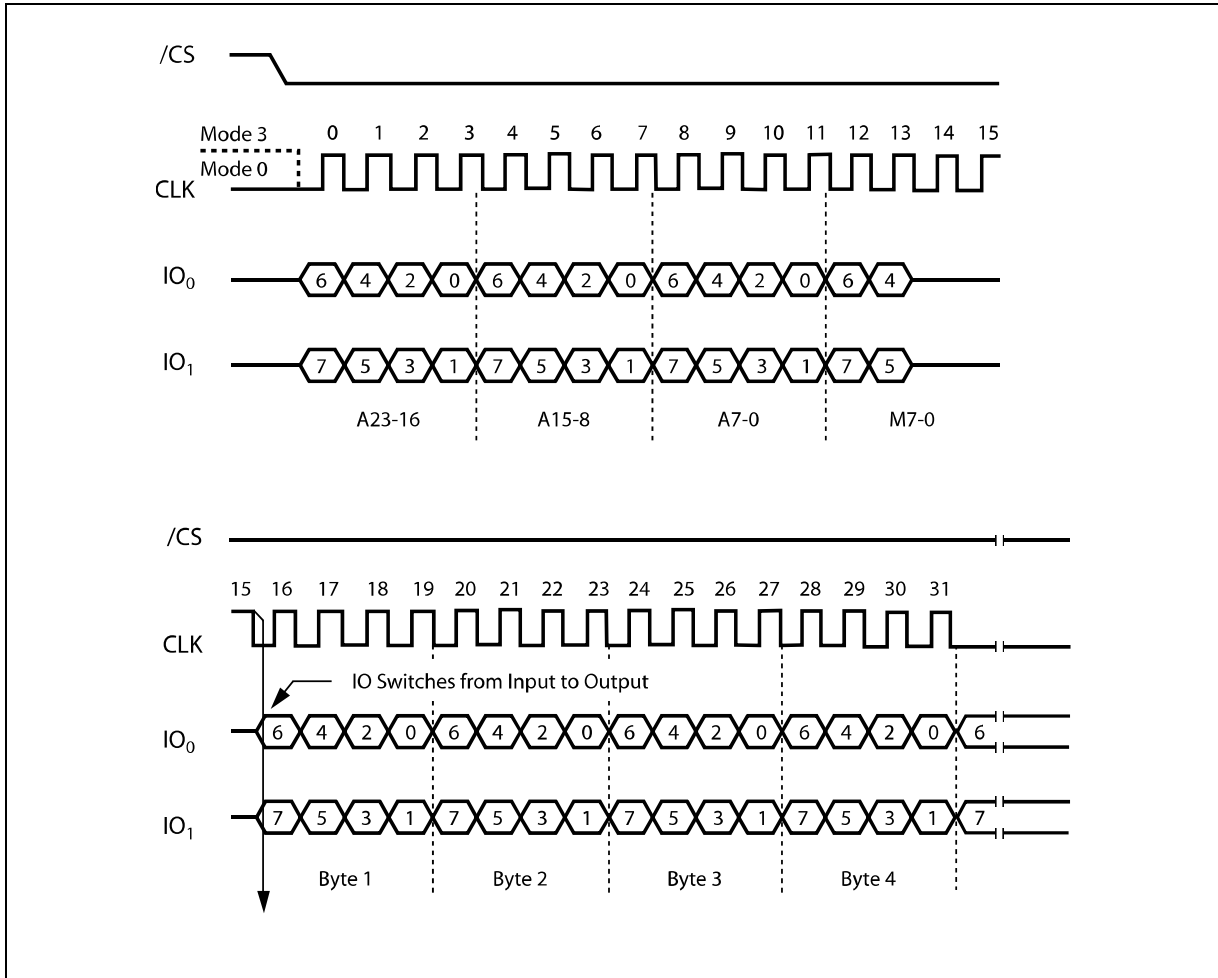 /CS
Mode 3
0 1 2 3 4 5 6 7 8 9 10 11 12 13 14 15
Mode 0
CLK
IO0 6 4 2 0 6 4 2 0 6 4 2 0 6 4
IO1 7 5 3 1 7 5 3 1 7 5 3 1 7 5
A23-16 A15-8 A7-0 M7-0
/CS
15 16 17 18 19 20 21 22 23 24 25 26 27 28 29 30 31
CLK
IO Switches from Input to Output
IO0 6 4 2 0 6 4 2 0 6 4 2 0 6 4 2 0 6
IO1 7 5 3 1 7 5 3 1 7 5 3 1 7 5 3 1 7
Byte 1 Byte 2 Byte 3 Byte 4